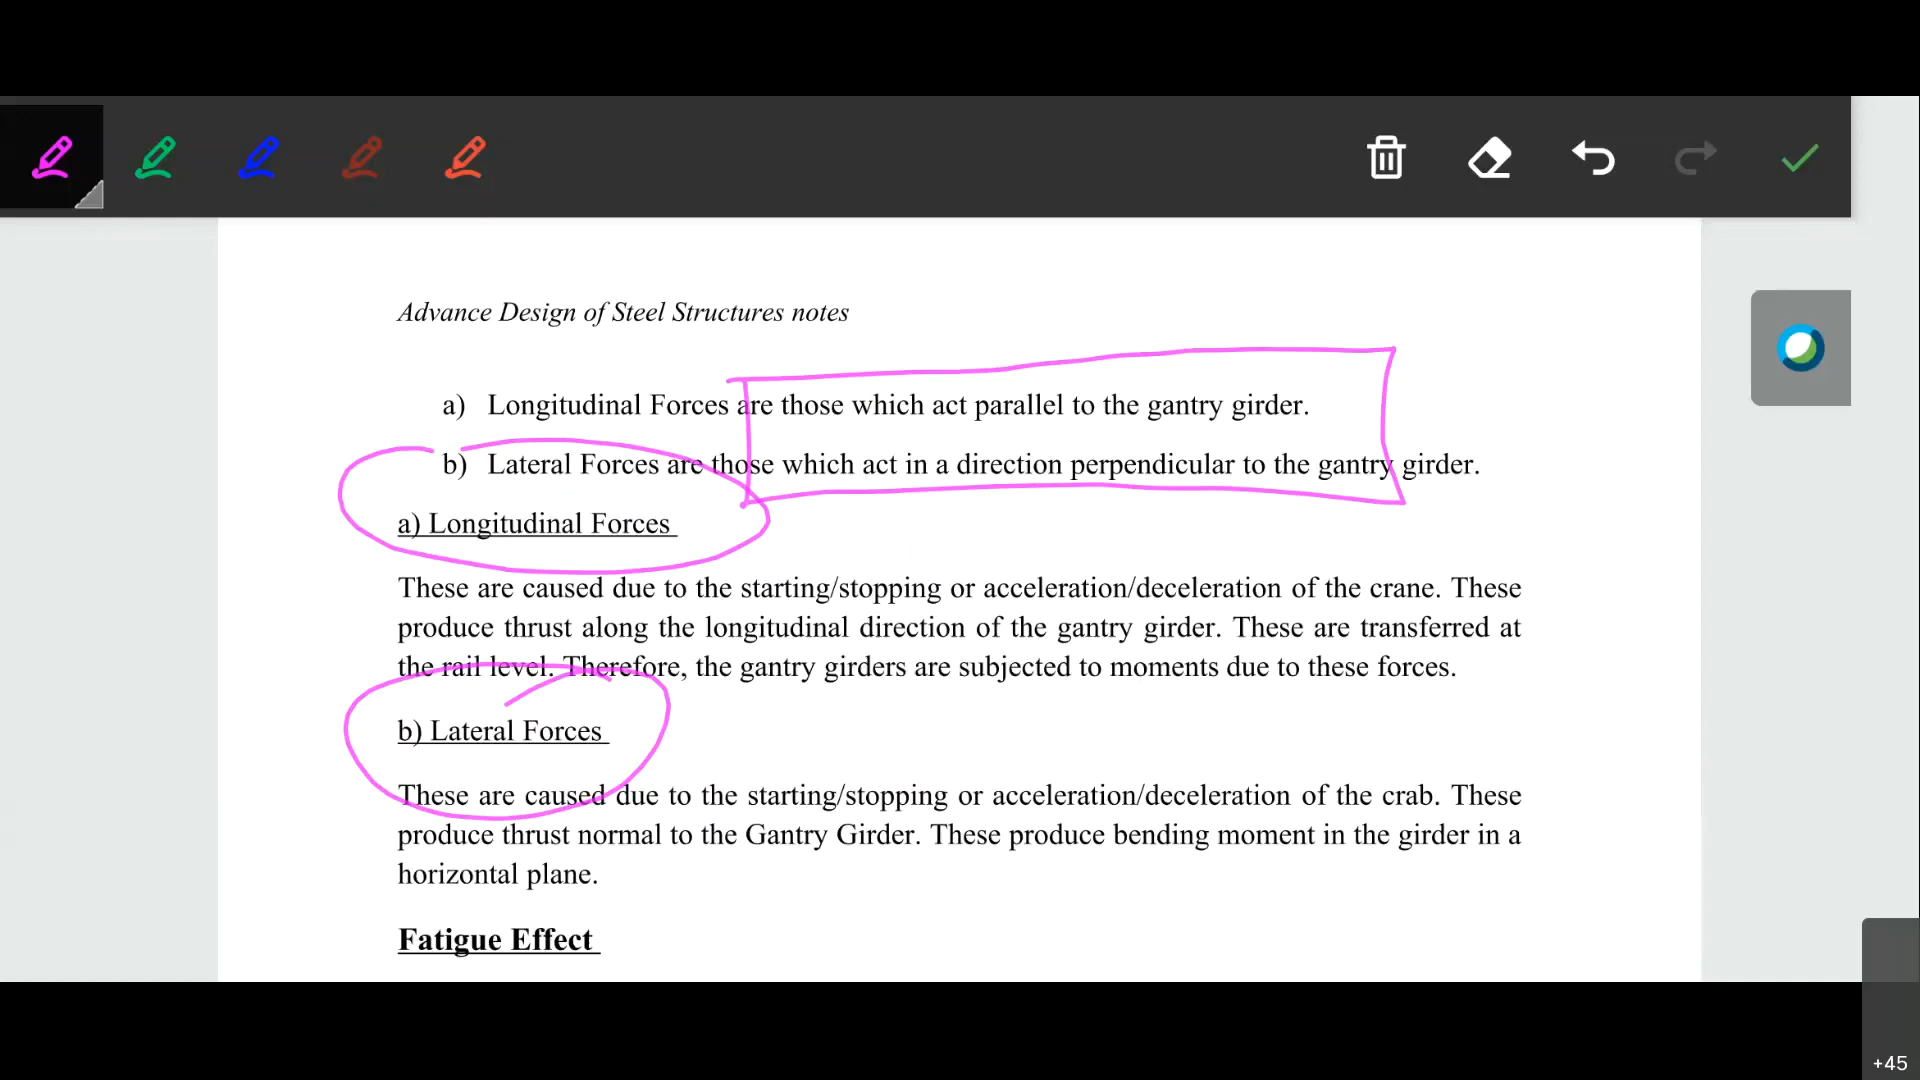 Advance Design of Steel Structures notes
a) Longitudinal Forces are those which act parallel to the gantry girder.
b) Lateral Forces are those which act in a direction perpendicular to the gantry girder.
a) Longitudinal Forces
These are caused due to the starting/stopping or acceleration/deceleration of the crane. These
produce thrust along the longitudinal direction of the gantry girder. These are transferred at
the rail level. Therefore, the gantry girders are subjected to moments due to these forces.
b) Lateral Forces
These are caused due to the starting/stopping or acceleration/deceleration of the crab. These
produce thrust normal to the Gantry Girder. These produce bending moment in the girder in a
horizontal plane.
Fatigue Effect
+45